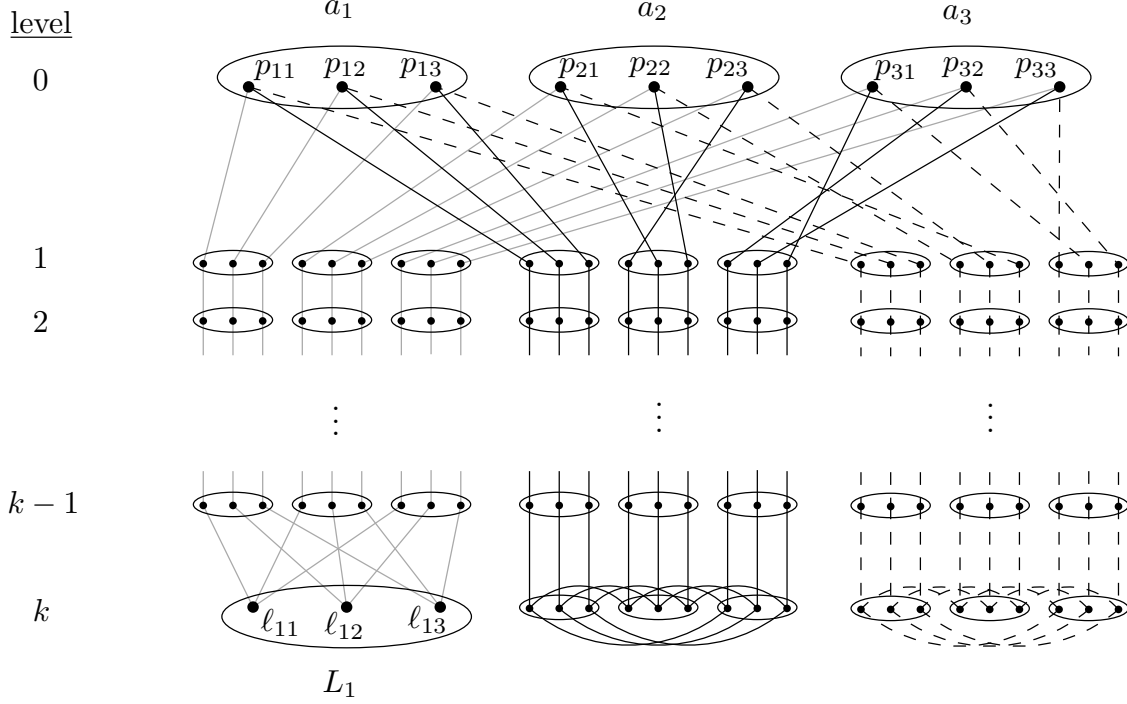 level a₁ a₂ a₃
0 p₁₁ p₁₂ p₁₃ p₂₁ p₂₂ p₂₃ p₃₁ p₃₂ p₃₃
1
2
⋮ ⋮ ⋮
k − 1
k ℓ₁₁ ℓ₁₂ ℓ₁₃
L₁